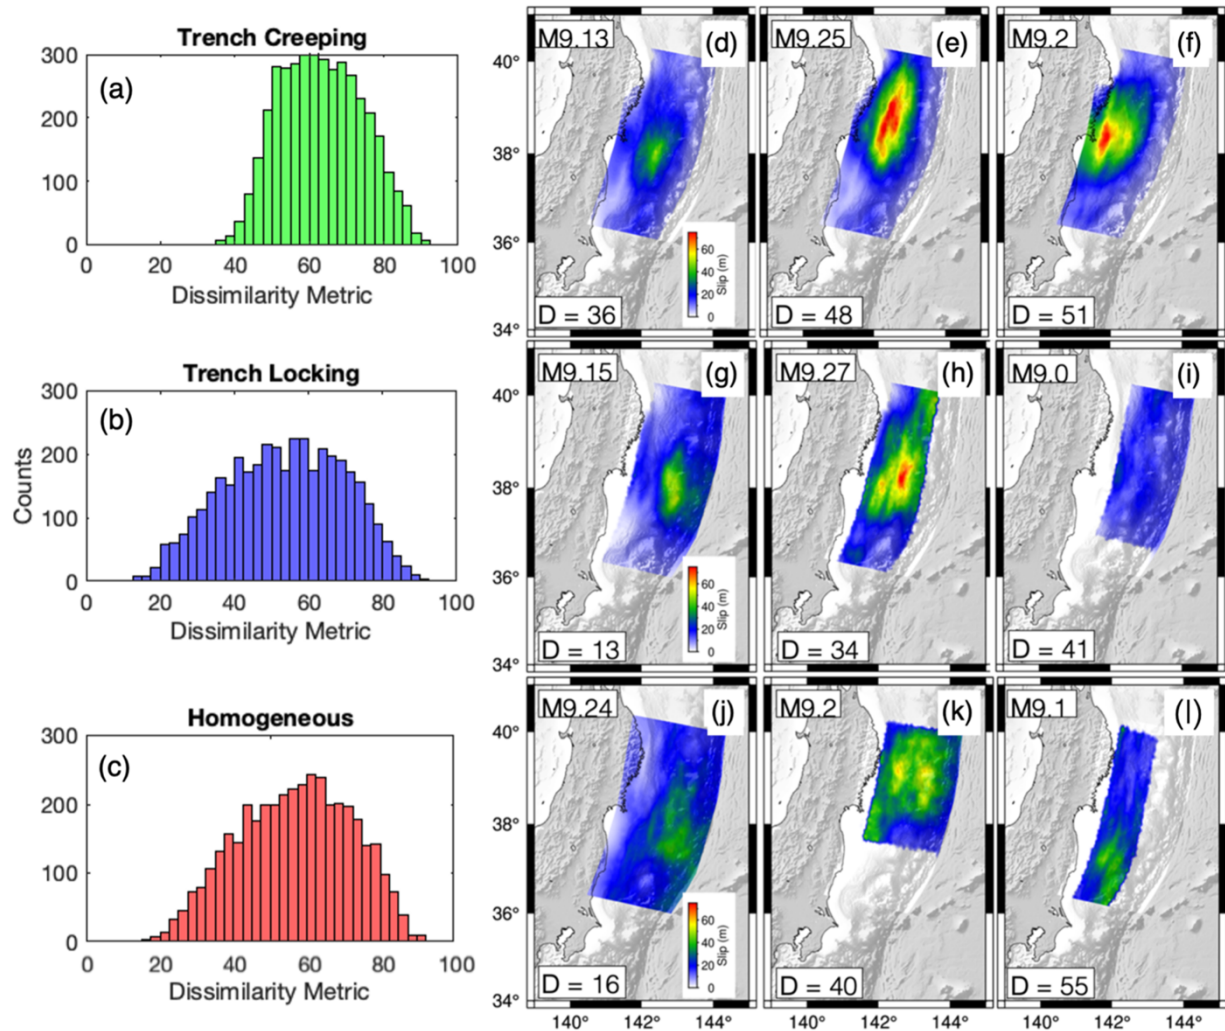 Trench Creeping
(a)
300
200
100
0
0 20 40 60 80 100
Dissimilarity Metric
M9.13 (d)
40°
38°
36°
34°
60
40
20
0
Slip (m)
D = 36
M9.25 (e)
D = 48
M9.2 (f)
D = 51
Trench Locking
(b)
300
200
100
0
Counts
0 20 40 60 80 100
Dissimilarity Metric
M9.15 (g)
40°
38°
36°
34°
60
40
20
0
Slip (m)
D = 13
M9.27 (h)
D = 34
M9.0 (i)
D = 41
Homogeneous
(c)
300
200
100
0
0 20 40 60 80 100
Dissimilarity Metric
M9.24 (j)
40°
38°
36°
34°
60
40
20
0
Slip (m)
D = 16
140° 142° 144°
M9.2 (k)
D = 40
140° 142° 144°
M9.1 (l)
D = 55
140° 142° 144°